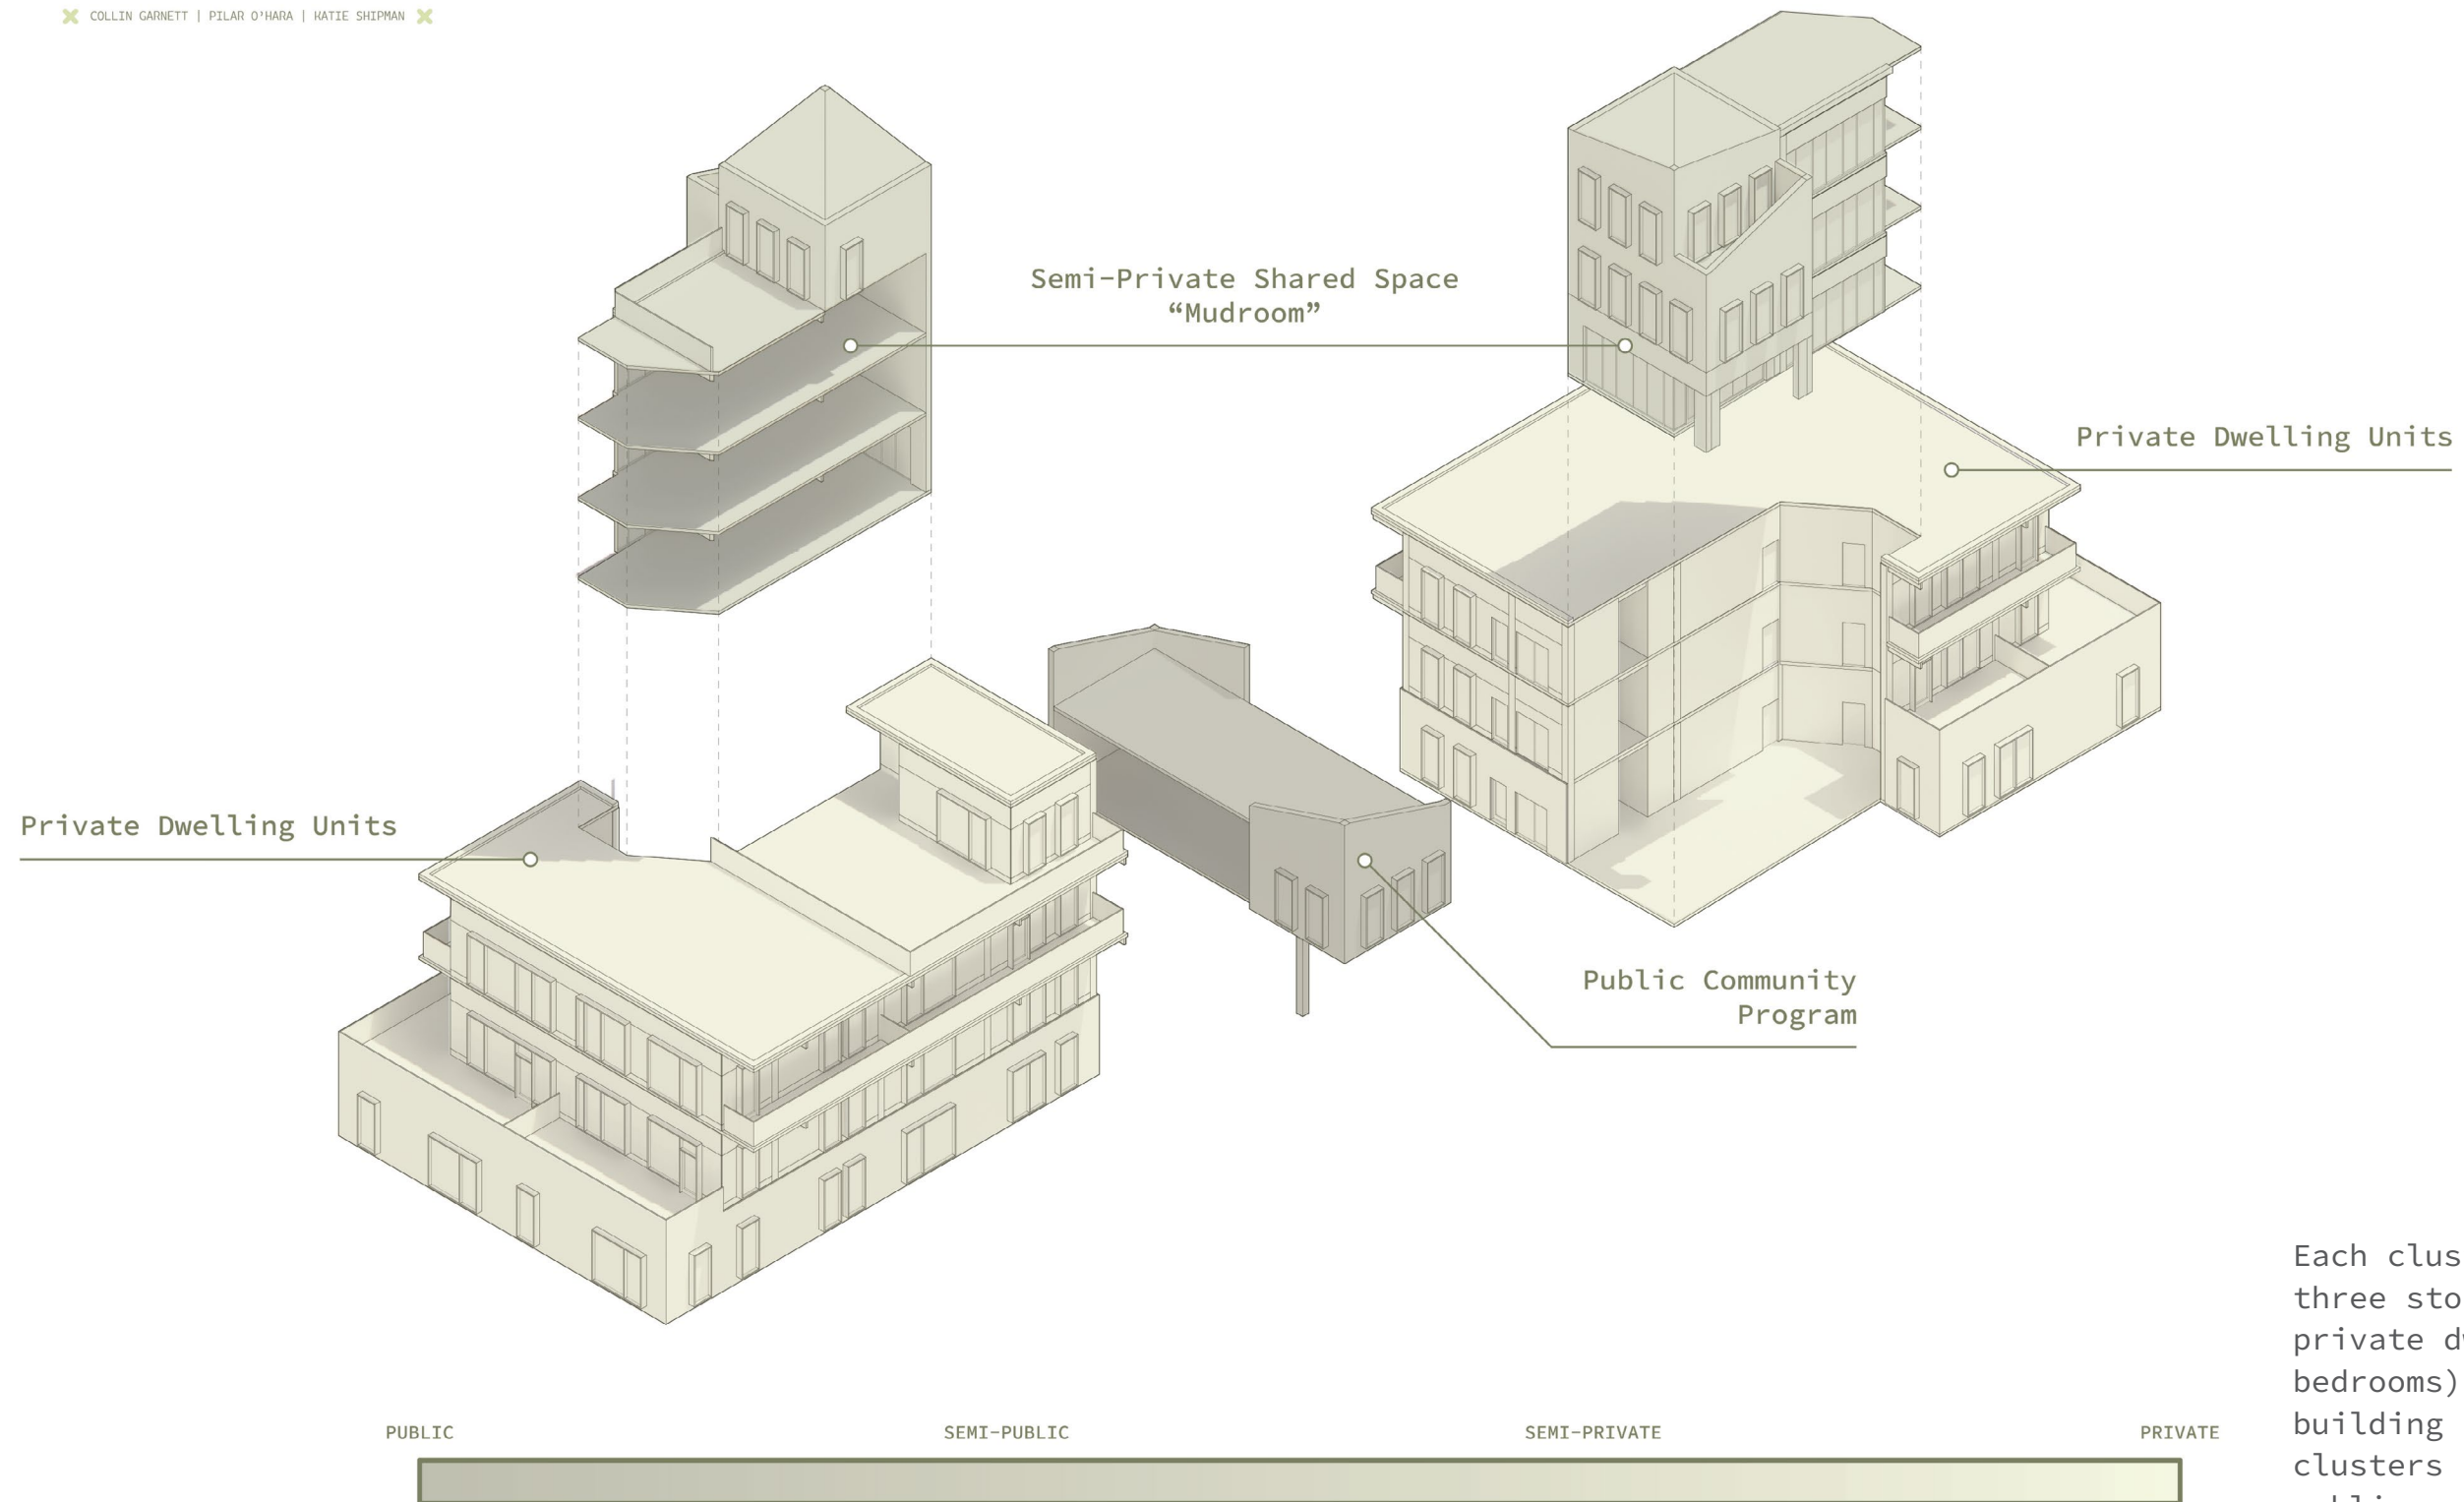 COLLIN GARNETT | PILAR O'HARA | KATIE SHIPMAN
Semi-Private Shared Space
“Mudroom”
Private Dwelling Units
Private Dwelling Units
Public Community
Program
Each clus
three sto
private d
bedrooms)
building
clusters
PUBLIC
SEMI-PUBLIC
SEMI-PRIVATE
PRIVATE